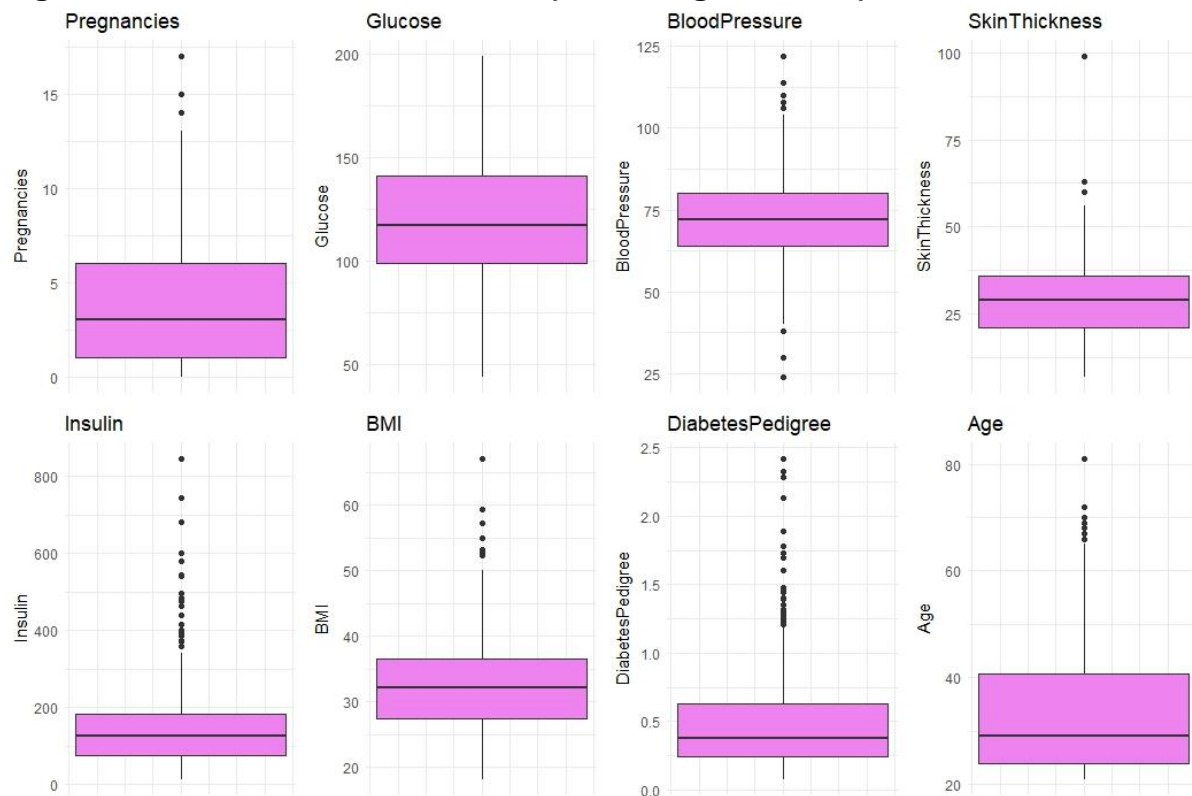 Pregnancies
Glucose
BloodPressure
SkinThickness
Pregnancies
15
10
5
0
Glucose
200
150
100
50
BloodPressure
125
100
75
50
25
SkinThickness
100
75
50
25
Insulin
BMI
DiabetesPedigree
Age
Insulin
800
600
400
200
0
BMI
60
50
40
30
20
DiabetesPedigree
2.5
2.0
1.5
1.0
0.5
0.0
Age
80
60
40
20